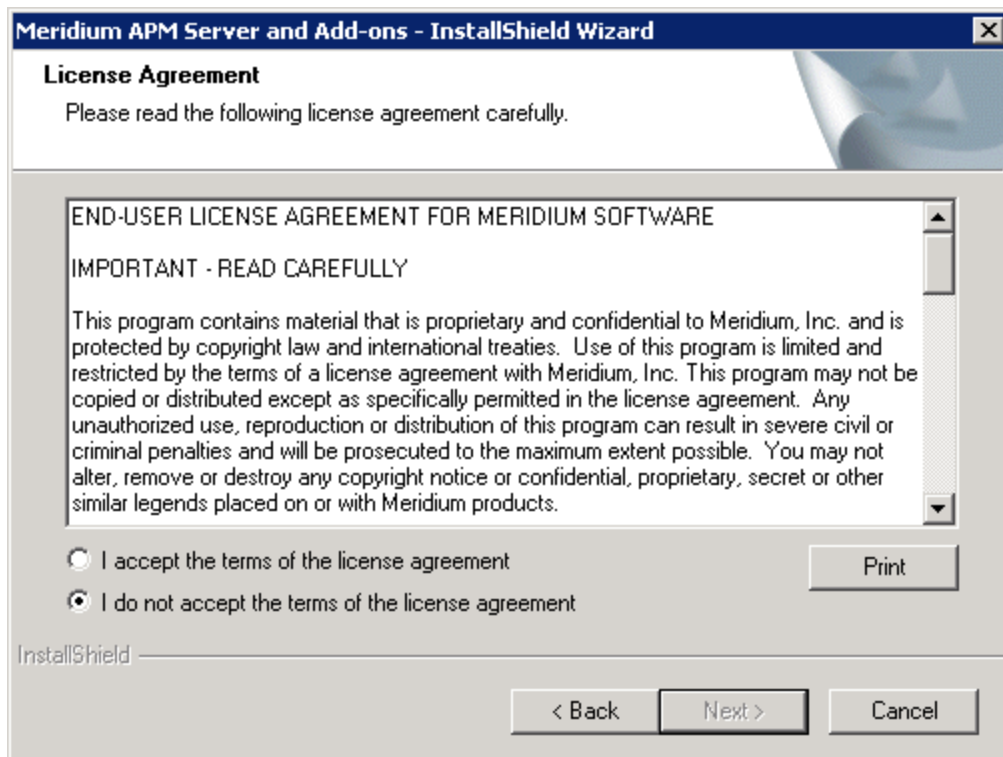 Meridium APM Server and Add-ons - InstallShield Wizard
License Agreement
Please read the following license agreement carefully.
END-USER LICENSE AGREEMENT FOR MERIDIUM SOFTWARE
IMPORTANT - READ CAREFULLY
This program contains material that is proprietary and confidential to Meridium, Inc. and is
protected by copyright law and international treaties.  Use of this program is limited and
restricted by the terms of a license agreement with Meridium, Inc. This program may not be
copied or distributed except as specifically permitted in the license agreement.  Any
unauthorized use, reproduction or distribution of this program can result in severe civil or
criminal penalties and will be prosecuted to the maximum extent possible.  You may not
alter, remove or destroy any copyright notice or confidential, proprietary, secret or other
similar legends placed on or with Meridium products.
I accept the terms of the license agreement
Print
I do not accept the terms of the license agreement
InstallShield
< Back
Next >
Cancel